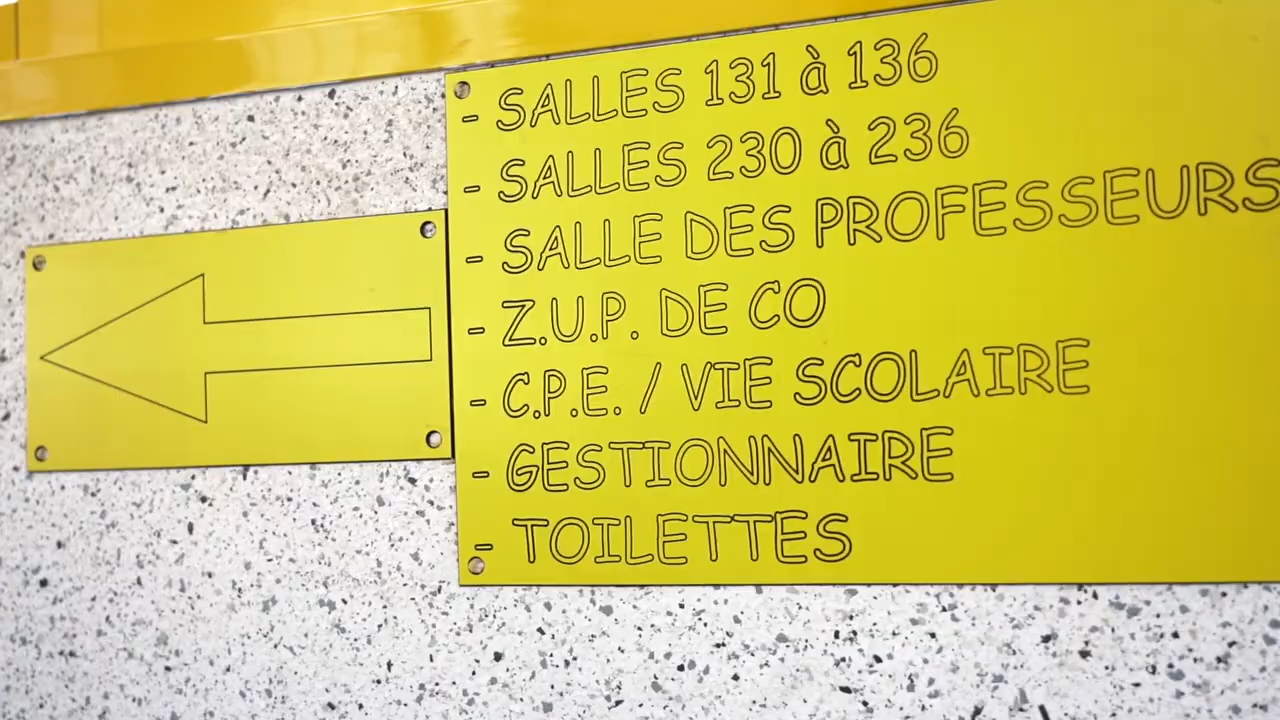 - SALLES 131 à 136
- SALLES 230 à 236
- SALLE DES PROFESSEURS
- Z.U.P. DE CO
- C.P.E. / VIE SCOLAIRE
- GESTIONNAIRE
- TOILETTES